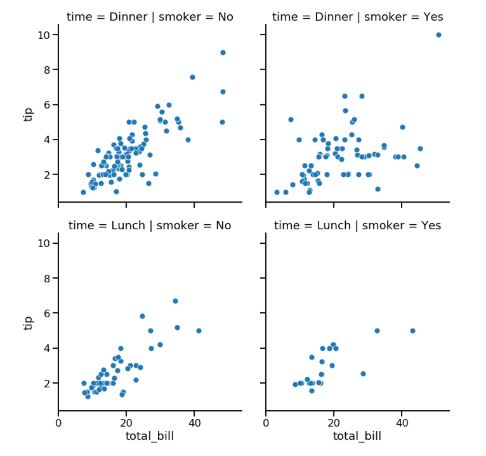 time = Dinner | smoker = No
time = Dinner | smoker = Yes
10
8
6
4
2
tip
time = Lunch | smoker = No
time = Lunch | smoker = Yes
10
8
6
4
2
tip
0 20 40
0 20 40
total_bill
total_bill